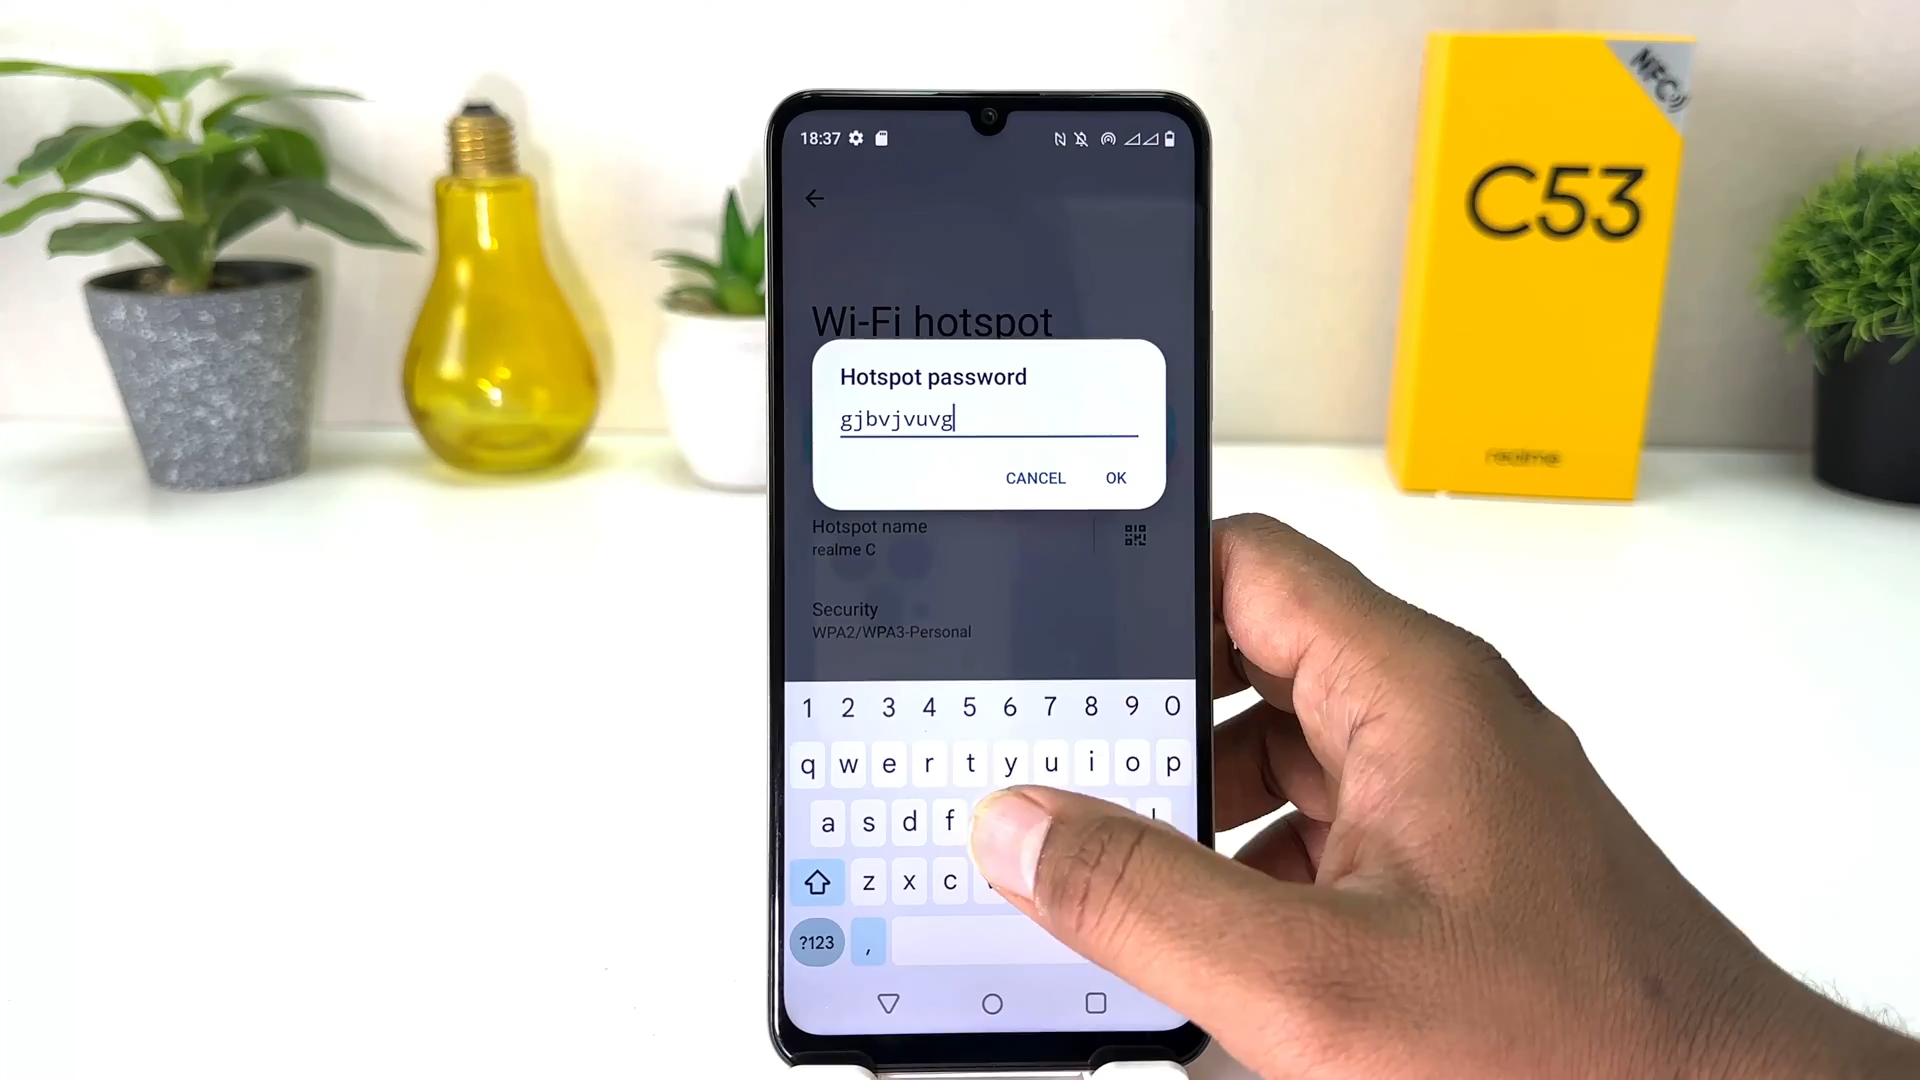 NFC
C53
realme
18:37
Wi-Fi hotspot
Hotspot password
gjbvjvuvg
CANCEL OK
Hotspot name
realme C
Security
WPA2/WPA3-Personal
1 2 3 4 5 6 7 8 9 0
q w e r t y u i o p
a s d f
z x c
?123 ,